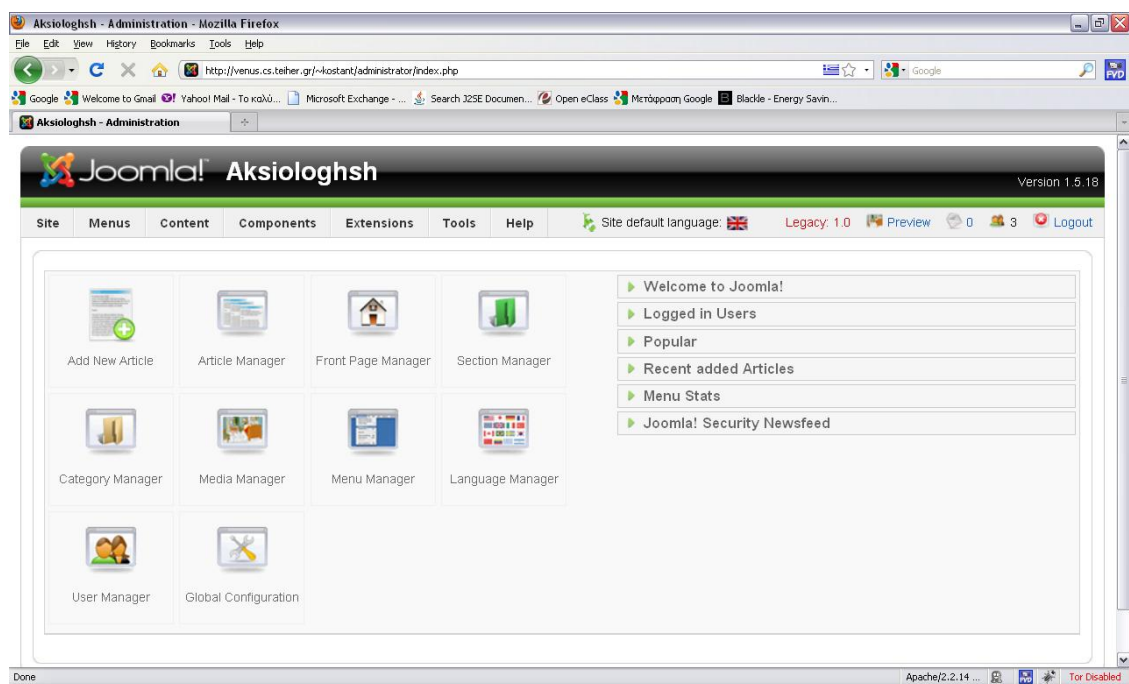 Aksiologhsh - Administration - Mozilla Firefox
File Edit View History Bookmarks Tools Help
http://venus.cs.teiher.gr/~kostant/administrator/index.php
Google
FVD
Google Welcome to Gmail Yahoo! Mail - Το καλύ... Microsoft Exchange - ... Search J2SE Documen... Open eClass Μετάφραση Google Blackle - Energy Savin...
Aksiologhsh - Administration
Joomla! Aksiologhsh
Version 1.5.18
Site Menus Content Components Extensions Tools Help Site default language: Legacy: 1.0 Preview 0 3 Logout
Add New Article Article Manager Front Page Manager Section Manager
Category Manager Media Manager Menu Manager Language Manager
User Manager Global Configuration
Welcome to Joomla!
Logged in Users
Popular
Recent added Articles
Menu Stats
Joomla! Security Newsfeed
Done Apache/2.2.14 ... FVD Tor Disabled